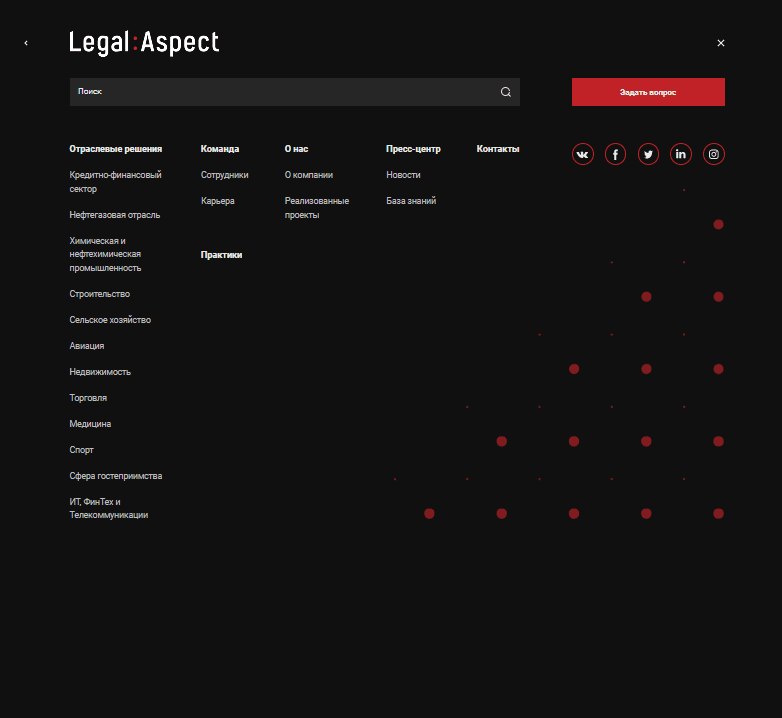 Legal:Aspect
Поиск
Задать вопрос
Отраслевые решения
Кредитно-финансовый
сектор
Нефтегазовая отрасль
Химическая и
нефтехимическая
промышленность
Строительство
Сельское хозяйство
Авиация
Недвижимость
Торговля
Медицина
Спорт
Сфера гостеприимства
ИТ, ФинТех и
Телекоммуникации
Команда
Сотрудники
Карьера
Практики
О нас
О компании
Реализованные
проекты
Пресс-центр
Новости
База знаний
Контакты